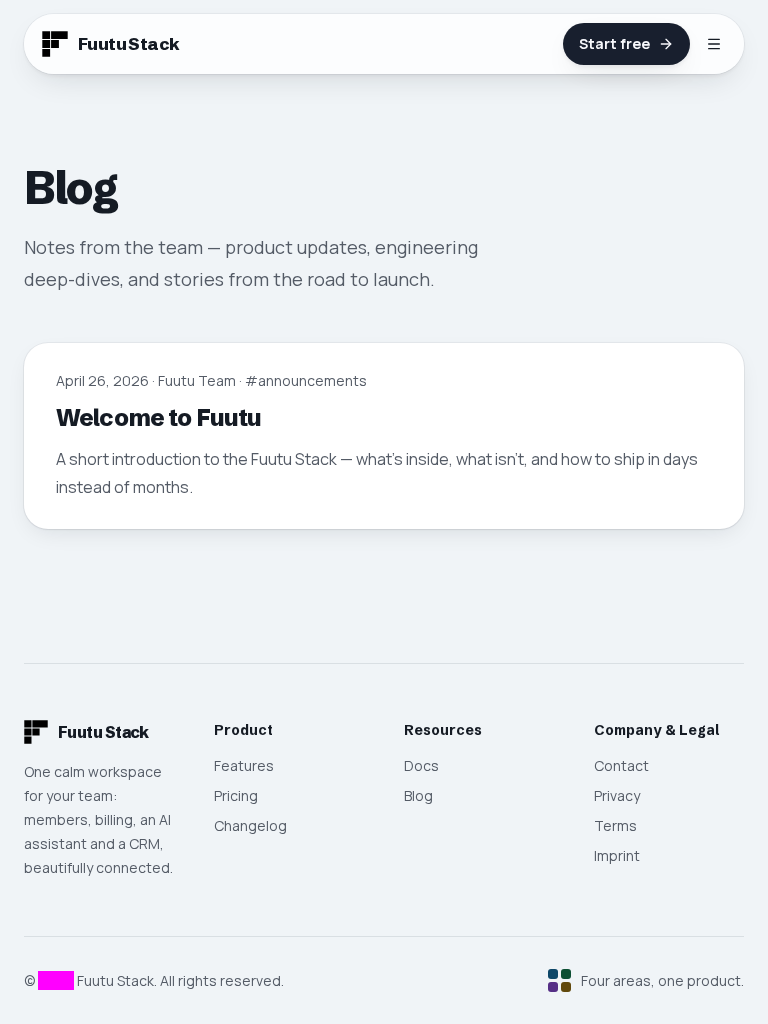 Fuutu Stack
Start free
Blog
Notes from the team — product updates, engineering
deep-dives, and stories from the road to launch.
April 26, 2026 · Fuutu Team · #announcements
Welcome to Fuutu
A short introduction to the Fuutu Stack — what's inside, what isn't, and how to ship in days
instead of months.
Fuutu Stack
One calm workspace
for your team:
members, billing, an AI
assistant and a CRM,
beautifully connected.
Product
Features
Pricing
Changelog
Resources
Docs
Blog
Company & Legal
Contact
Privacy
Terms
Imprint
© Fuutu Stack. All rights reserved.
Four areas, one product.